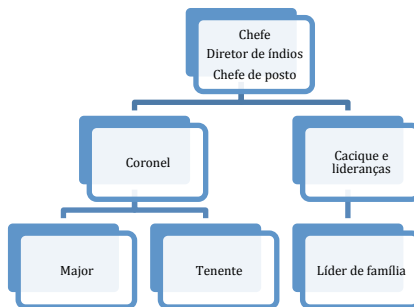 Chefe
Diretor de índios
Chefe de posto
Coronel
Cacique e
lideranças
Major
Tenente
Líder de família